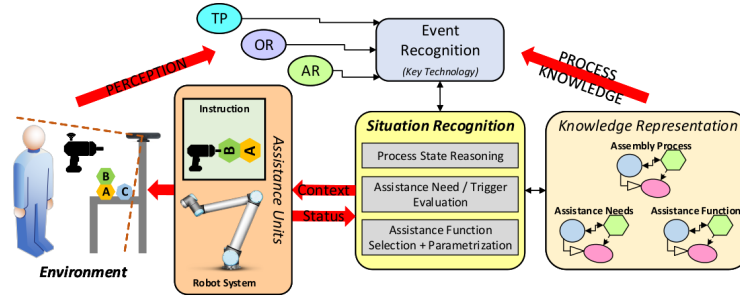 TP
OR
AR
Event
Recognition
(Key Technology)
PERCEPTION
PROCESS
KNOWLEDGE
Instruction
B
A
Assistance Units
Robot System
B
A
C
Environment
Context
Status
Situation Recognition
Process State Reasoning
Assistance Need / Trigger
Evaluation
Assistance Function
Selection + Parametrization
Knowledge Representation
Assembly Process
Assistance Needs
Assistance Function